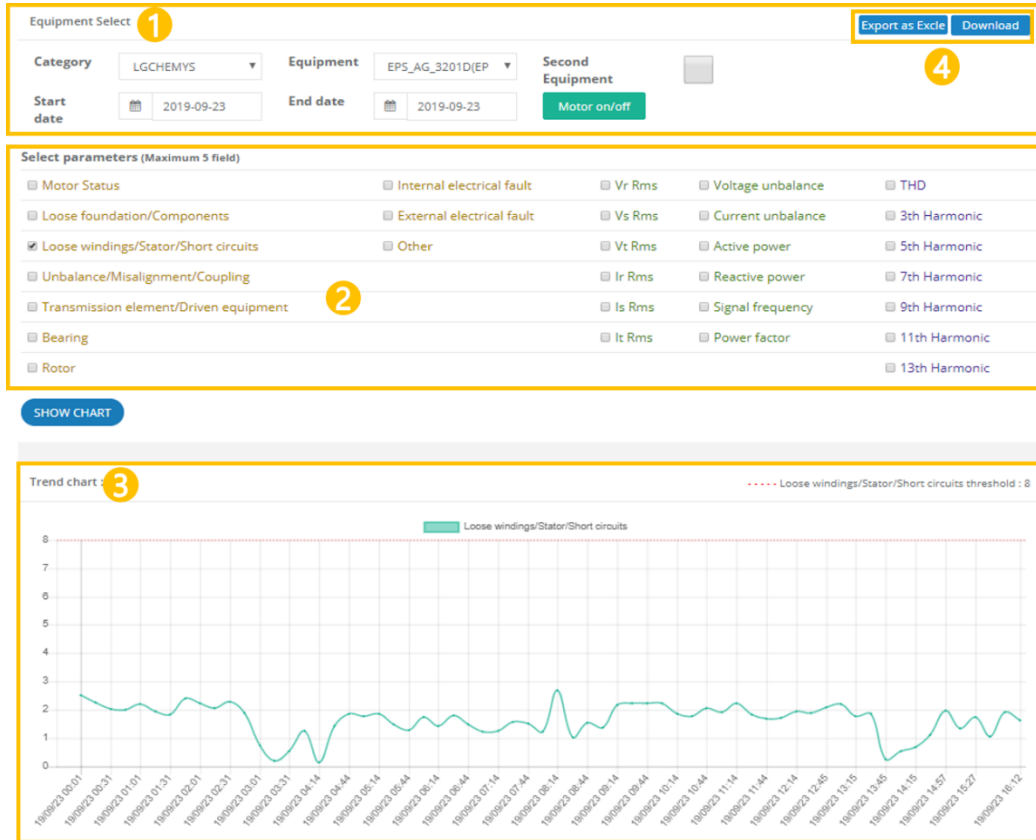 Equipment Select 1
Export as Excle Download
4
Category LGCHEMYS Equipment EPS_AG_3201D(EP Second Equipment
Start date 2019-09-23 End date 2019-09-23 Motor on/off
Select parameters (Maximum 5 field)
Motor Status Internal electrical fault Vr Rms Voltage unbalance THD
Loose foundation/Components External electrical fault Vs Rms Current unbalance 3th Harmonic
Loose windings/Stator/Short circuits Other Vt Rms Active power 5th Harmonic
Unbalance/Misalignment/Coupling Ir Rms Reactive power 7th Harmonic
Transmission element/Driven equipment 2 Is Rms Signal frequency 9th Harmonic
Bearing It Rms Power factor 11th Harmonic
Rotor 13th Harmonic
SHOW CHART
Trend chart : 3 Loose windings/Stator/Short circuits threshold : 8
Loose windings/Stator/Short circuits
8
7
6
5
4
3
2
1
0
19/09/23 00:01 19/09/23 00:31 19/09/23 01:01 19/09/23 01:31 19/09/23 02:01 19/09/23 02:31 19/09/23 03:01 19/09/23 03:31 19/09/23 04:14 19/09/23 04:44 19/09/23 05:14 19/09/23 05:44 19/09/23 06:14 19/09/23 06:44 19/09/23 07:14 19/09/23 07:44 19/09/23 08:14 19/09/23 08:44 19/09/23 09:14 19/09/23 09:44 19/09/23 10:14 19/09/23 10:44 19/09/23 11:14 19/09/23 11:44 19/09/23 12:14 19/09/23 12:45 19/09/23 13:15 19/09/23 13:45 19/09/23 14:15 19/09/23 14:57 19/09/23 15:27 19/09/23 16:12